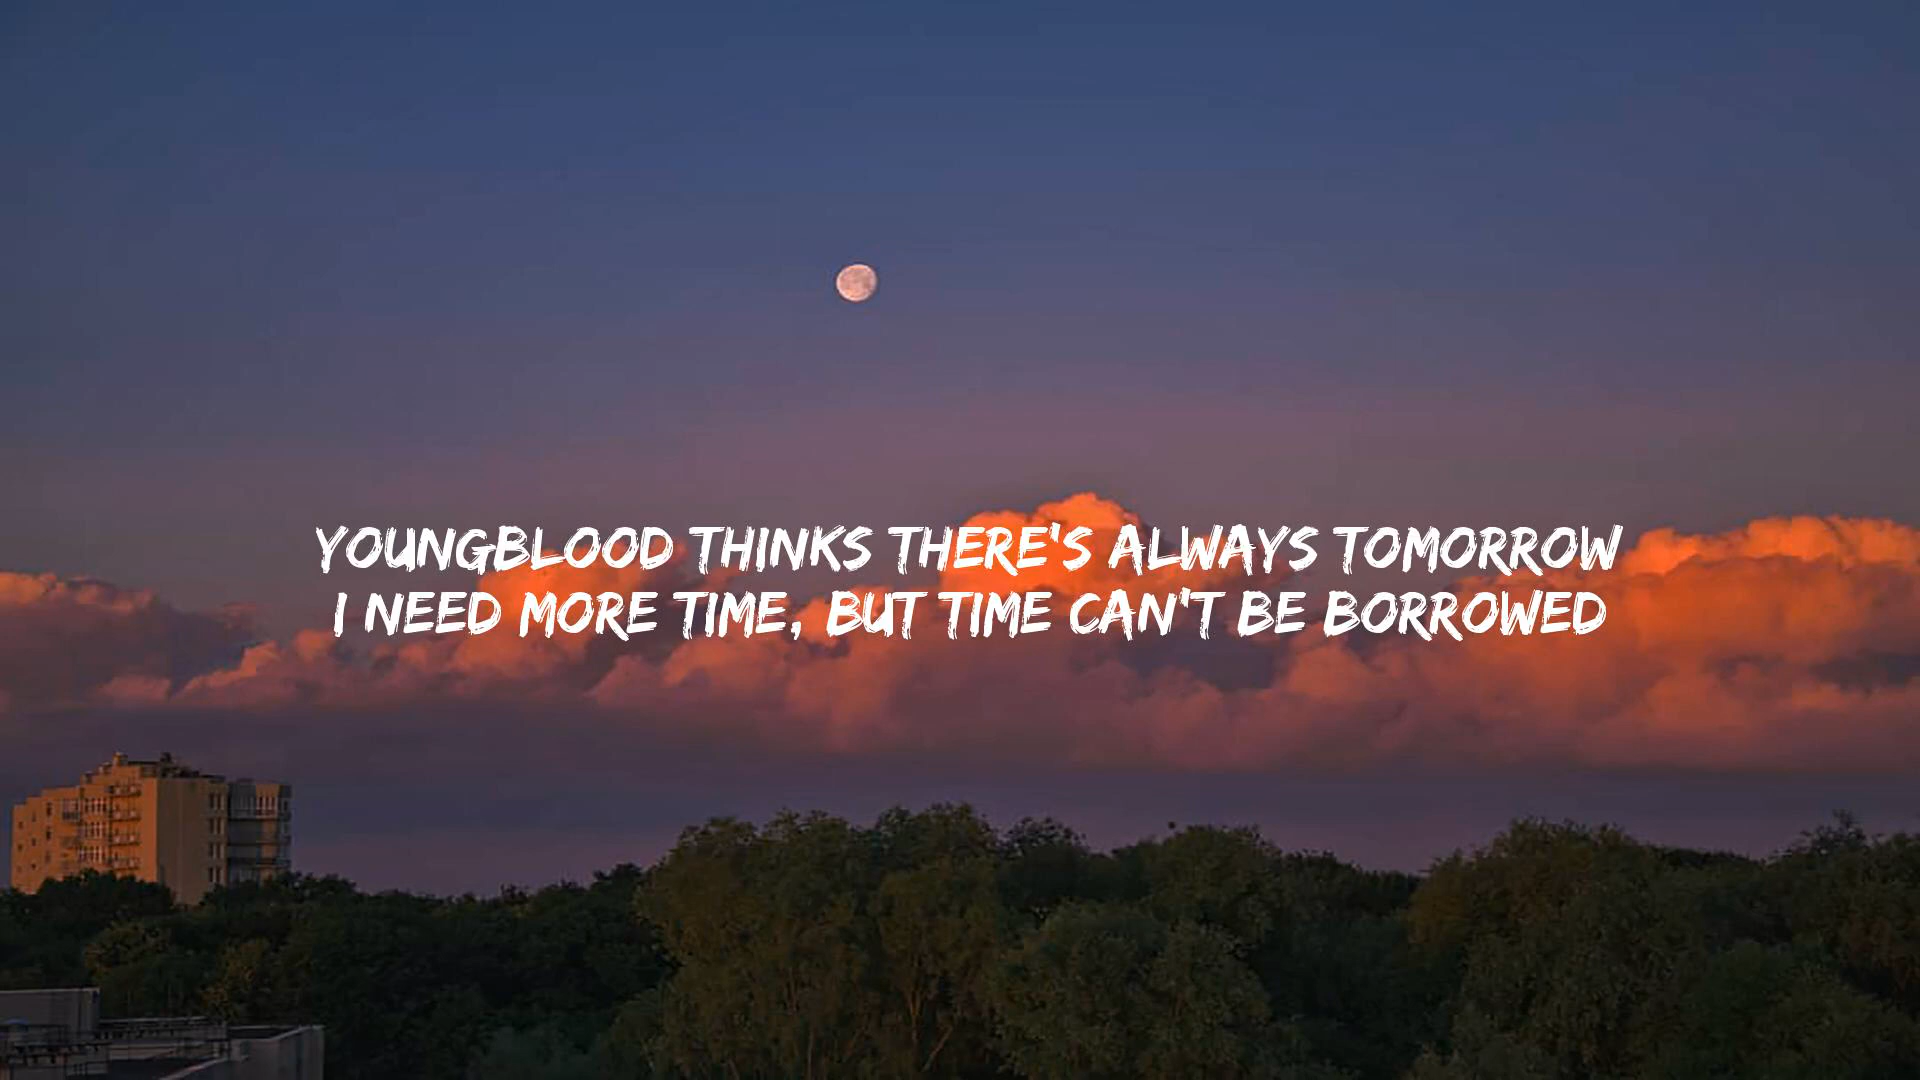 YOUNGBLOOD THINKS THERE'S ALWAYS TOMORROW
I NEED MORE TIME, BUT TIME CAN'T BE BORROWED